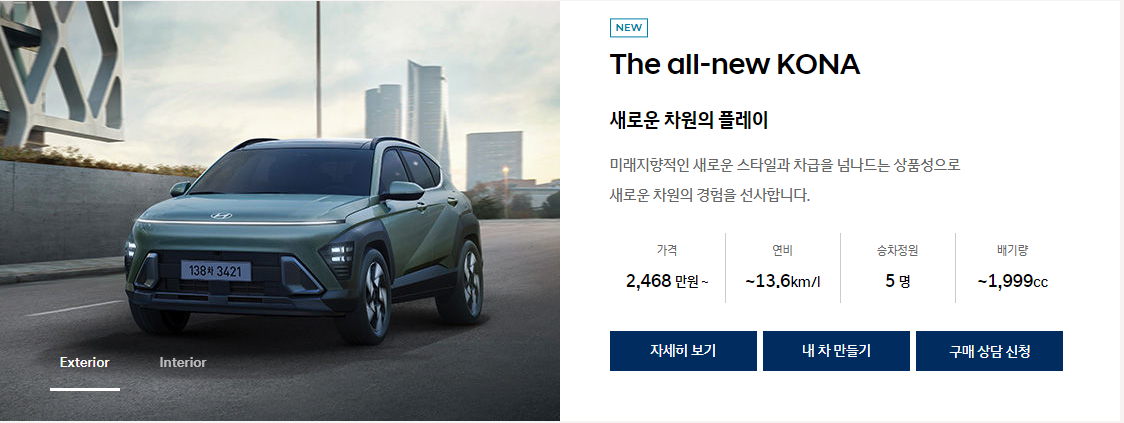 NEW
The all-new KONA
새로운 차원의 플레이
미래지향적인 새로운 스타일과 차급을 넘나드는 상품성으로
새로운 차원의 경험을 선사합니다.
가격 연비 승차정원 배기량
2,468 만원 ~ ~13.6km/l 5 명 ~1,999cc
자세히 보기 내 차 만들기 구매 상담 신청
138차 3421
Exterior Interior